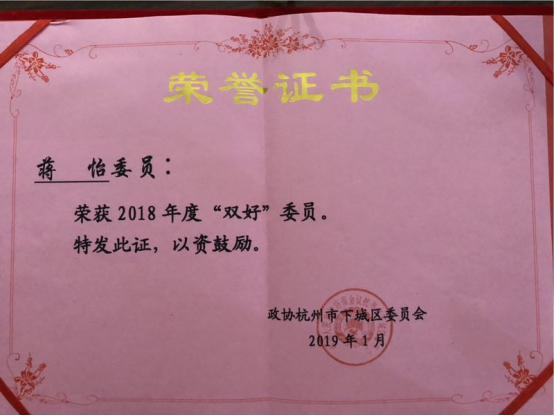 荣誉证书
蒋 怡委员：
荣获2018年度“双好”委员。
特发此证，以资鼓励。
政协杭州市下城区委员会
2019年1月